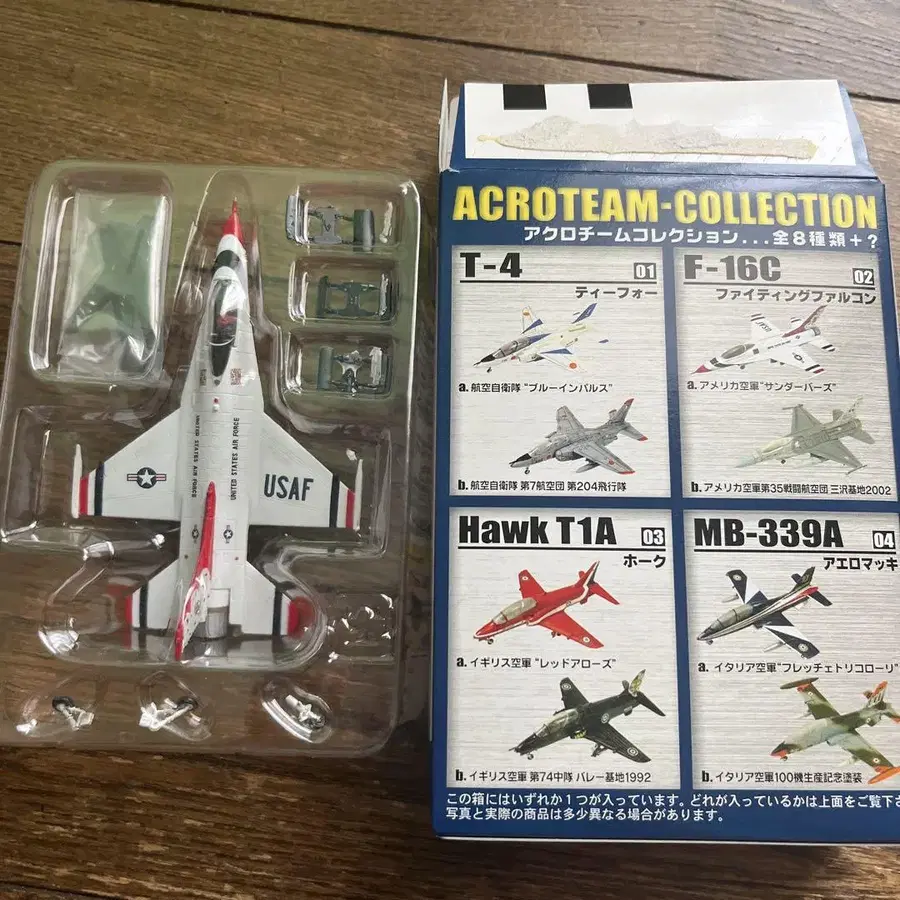 UNITED STATES AIR FORCE
UNITED STATES AIR FORCE
USAF
ACROTEAM-COLLECTION
アクロチームコレクション...全8種類+?
T-4 01
ティーフォー
a. 航空自衛隊 "ブルーインパルス"
b. 航空自衛隊 第7航空団 第204飛行隊
F-16C 02
ファイティングファルコン
a. アメリカ空軍 "サンダーバーズ"
b. アメリカ空軍第35戦闘航空団 三沢基地2002
Hawk T1A 03
ホーク
a. イギリス空軍 "レッドアローズ"
b. イギリス空軍 第74中隊 バレー基地1992
MB-339A 04
アエロマッキ
a. イタリア空軍"フレッチェトリコローリ"
b. イタリア空軍100機生産記念塗装
この箱にはいずれか1つが入っています。どれが入っているかは上面をご覧下さ
写真と実際の商品は多少異なる場合があります。